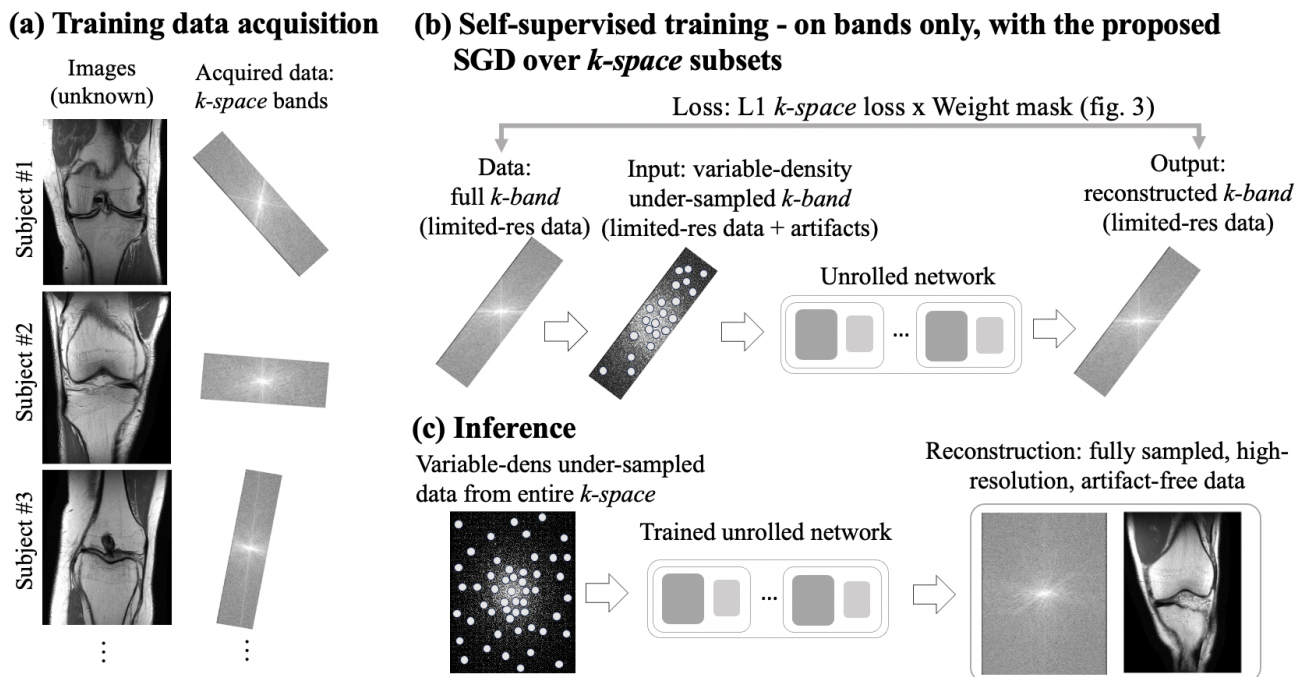 (a) Training data acquisition
Images
(unknown)
Acquired data:
k-space bands
Subject #1
Subject #2
Subject #3
⋮
⋮
(b) Self-supervised training - on bands only, with the proposed
SGD over k-space subsets
Loss: L1 k-space loss x Weight mask (fig. 3)
Data:
full k-band
(limited-res data)
Input: variable-density
under-sampled k-band
(limited-res data + artifacts)
Unrolled network
...
Output:
reconstructed k-band
(limited-res data)
(c) Inference
Variable-dens under-sampled
data from entire k-space
Trained unrolled network
...
Reconstruction: fully sampled, high-
resolution, artifact-free data